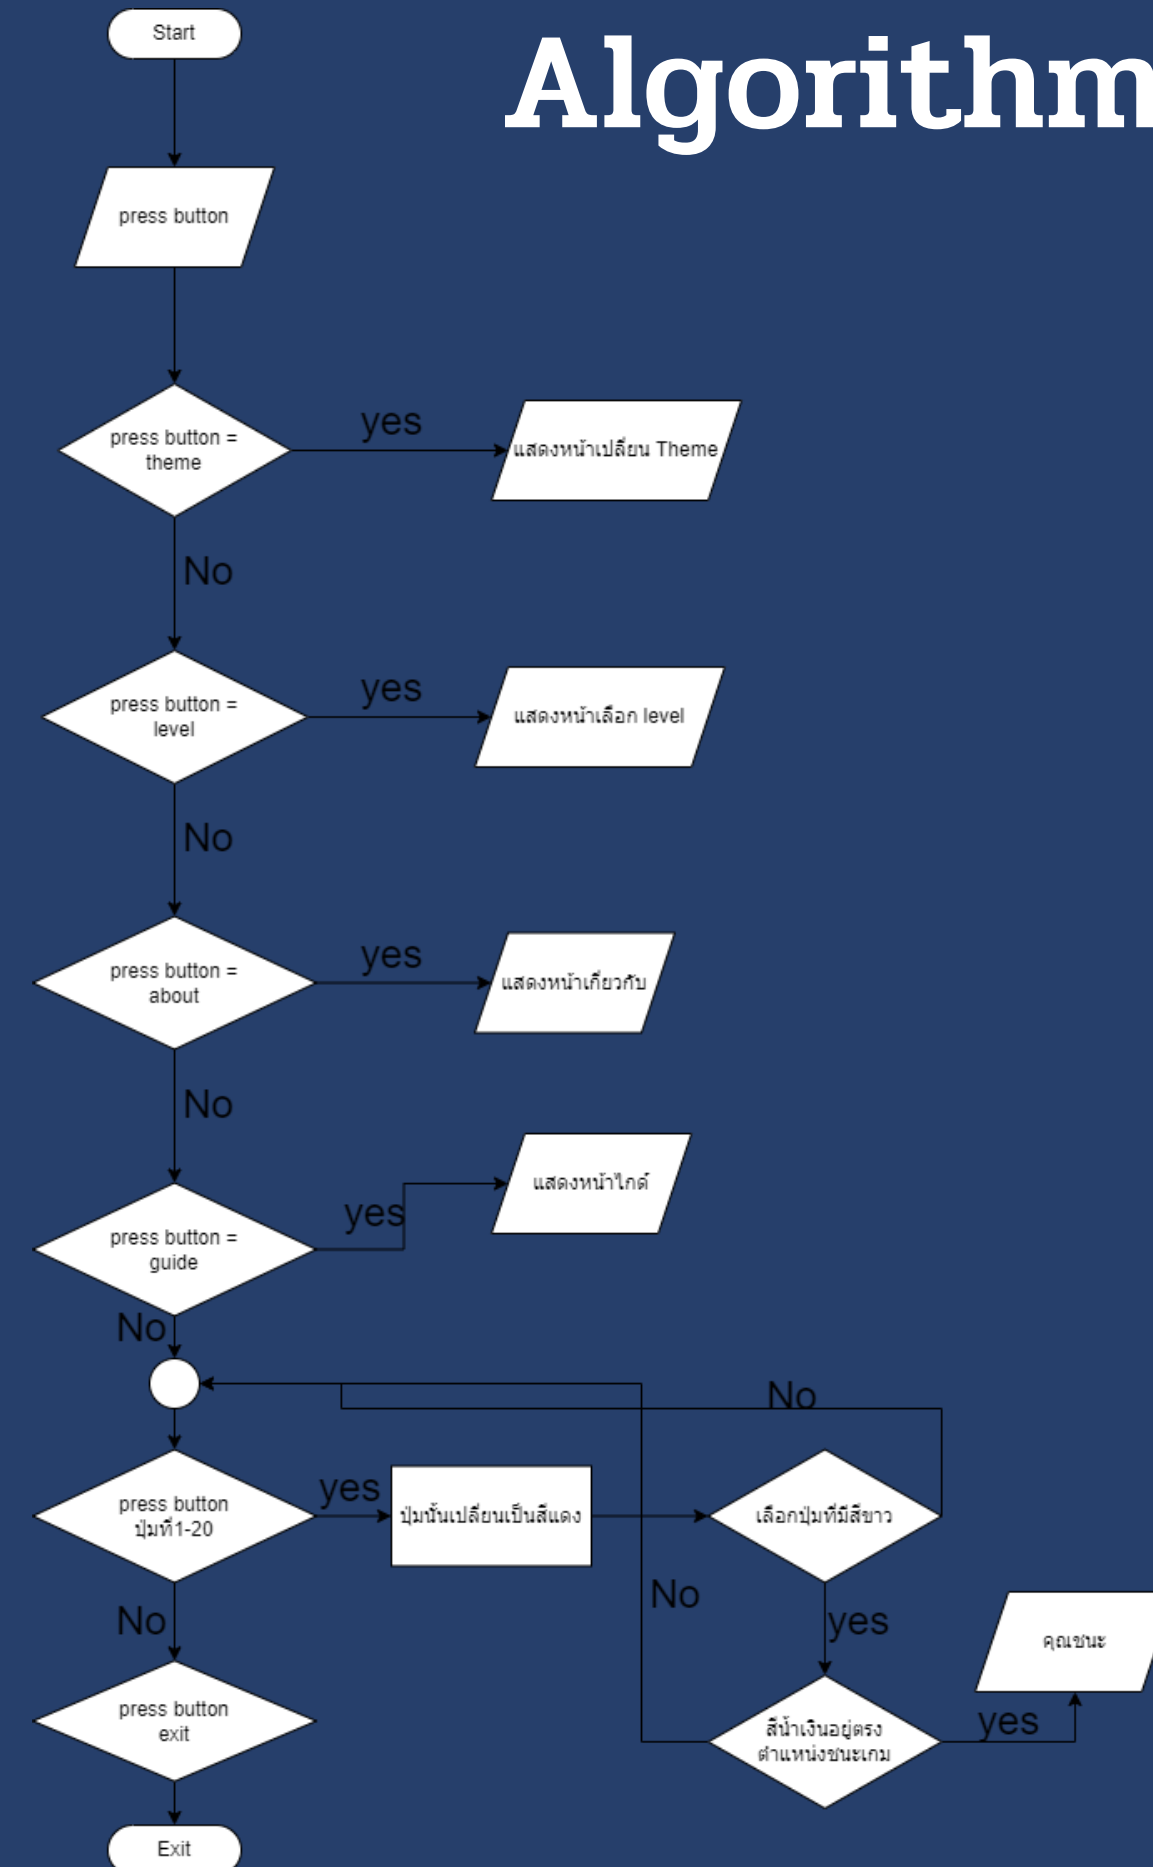 Algorithm
Start
press button
press button =
theme
yes
แสดงหน้าเปลี่ยน Theme
No
press button =
level
yes
แสดงหน้าเลือก level
No
press button =
about
yes
แสดงหน้าเกี่ยวกับ
No
press button =
guide
yes
แสดงหน้าไกด์
No
No
press button
ปุ่มที่1-20
yes
ปุ่มนั้นเปลี่ยนเป็นสีแดง
เลือกปุ่มที่มีสีขาว
No
No
yes
คุณชนะ
press button
exit
สีน้ำเงินอยู่ตรง
ตำแหน่งชนะเกม
yes
Exit